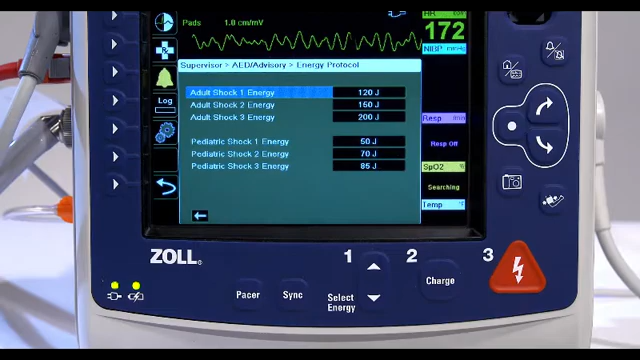 Pads 1.0 cm/mV
HR
172
NIBP mmHg
Supervisor > AED/Advisory > Energy Protocol
Adult Shock 1 Energy 120 J
Adult Shock 2 Energy 150 J
Adult Shock 3 Energy 200 J
Log
Pediatric Shock 1 Energy 50 J
Pediatric Shock 2 Energy 70 J
Pediatric Shock 3 Energy 85 J
Resp
Resp Off
SpO2 %
Searching
Temp
ZOLL
1
2
3
Pacer
Sync
Select
Energy
Charge